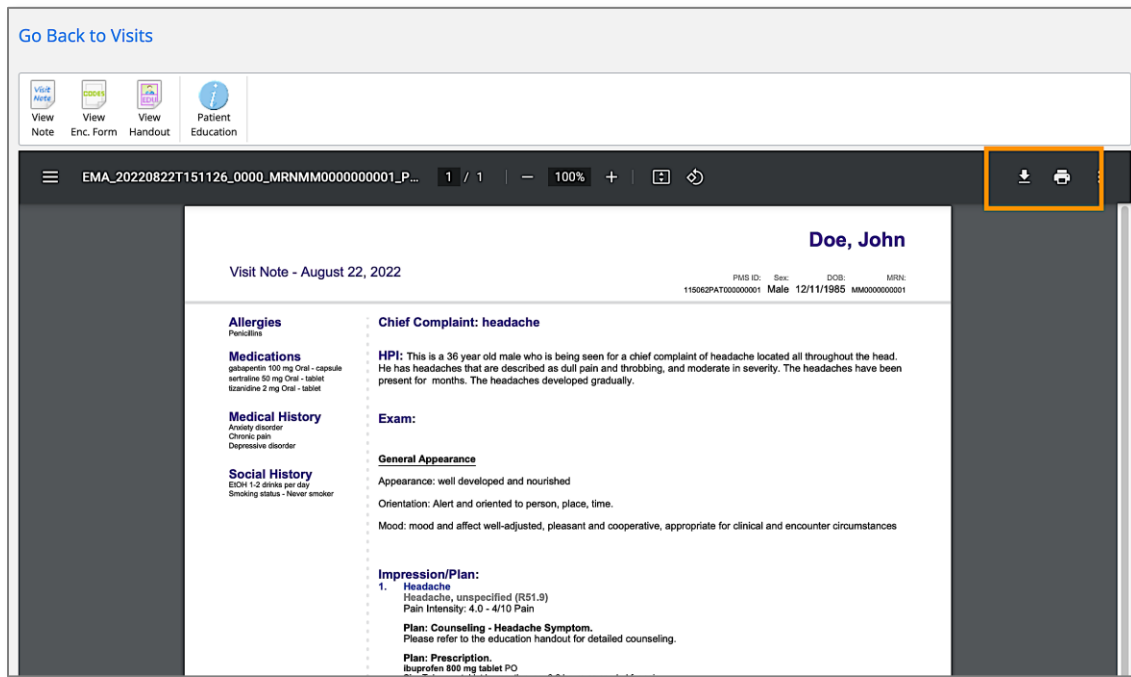 Go Back to Visits
Visit
Note
CODES
EDU
i
View
Note
View
Enc. Form
View
Handout
Patient
Education
EMA_20220822T151126_0000_MRNMM0000000001_P... 1 / 1 | − 100% + |
Doe, John
Visit Note - August 22, 2022
PMS ID: Sex: DOB: MRN:
115062PAT000000001 Male 12/11/1985 MM0000000001
Allergies
Penicillins
Medications
gabapentin 100 mg Oral - capsule
sertraline 50 mg Oral - tablet
tizanidine 2 mg Oral - tablet
Medical History
Anxiety disorder
Chronic pain
Depressive disorder
Social History
EtOH 1-2 drinks per day
Smoking status - Never smoker
Chief Complaint: headache
HPI: This is a 36 year old male who is being seen for a chief complaint of headache located all throughout the head.
He has headaches that are described as dull pain and throbbing, and moderate in severity. The headaches have been
present for months. The headaches developed gradually.
Exam:
General Appearance
Appearance: well developed and nourished
Orientation: Alert and oriented to person, place, time.
Mood: mood and affect well-adjusted, pleasant and cooperative, appropriate for clinical and encounter circumstances
Impression/Plan:
1. Headache
Headache, unspecified (R51.9)
Pain Intensity: 4.0 - 4/10 Pain
Plan: Counseling - Headache Symptom.
Please refer to the education handout for detailed counseling.
Plan: Prescription.
ibuprofen 800 mg tablet PO